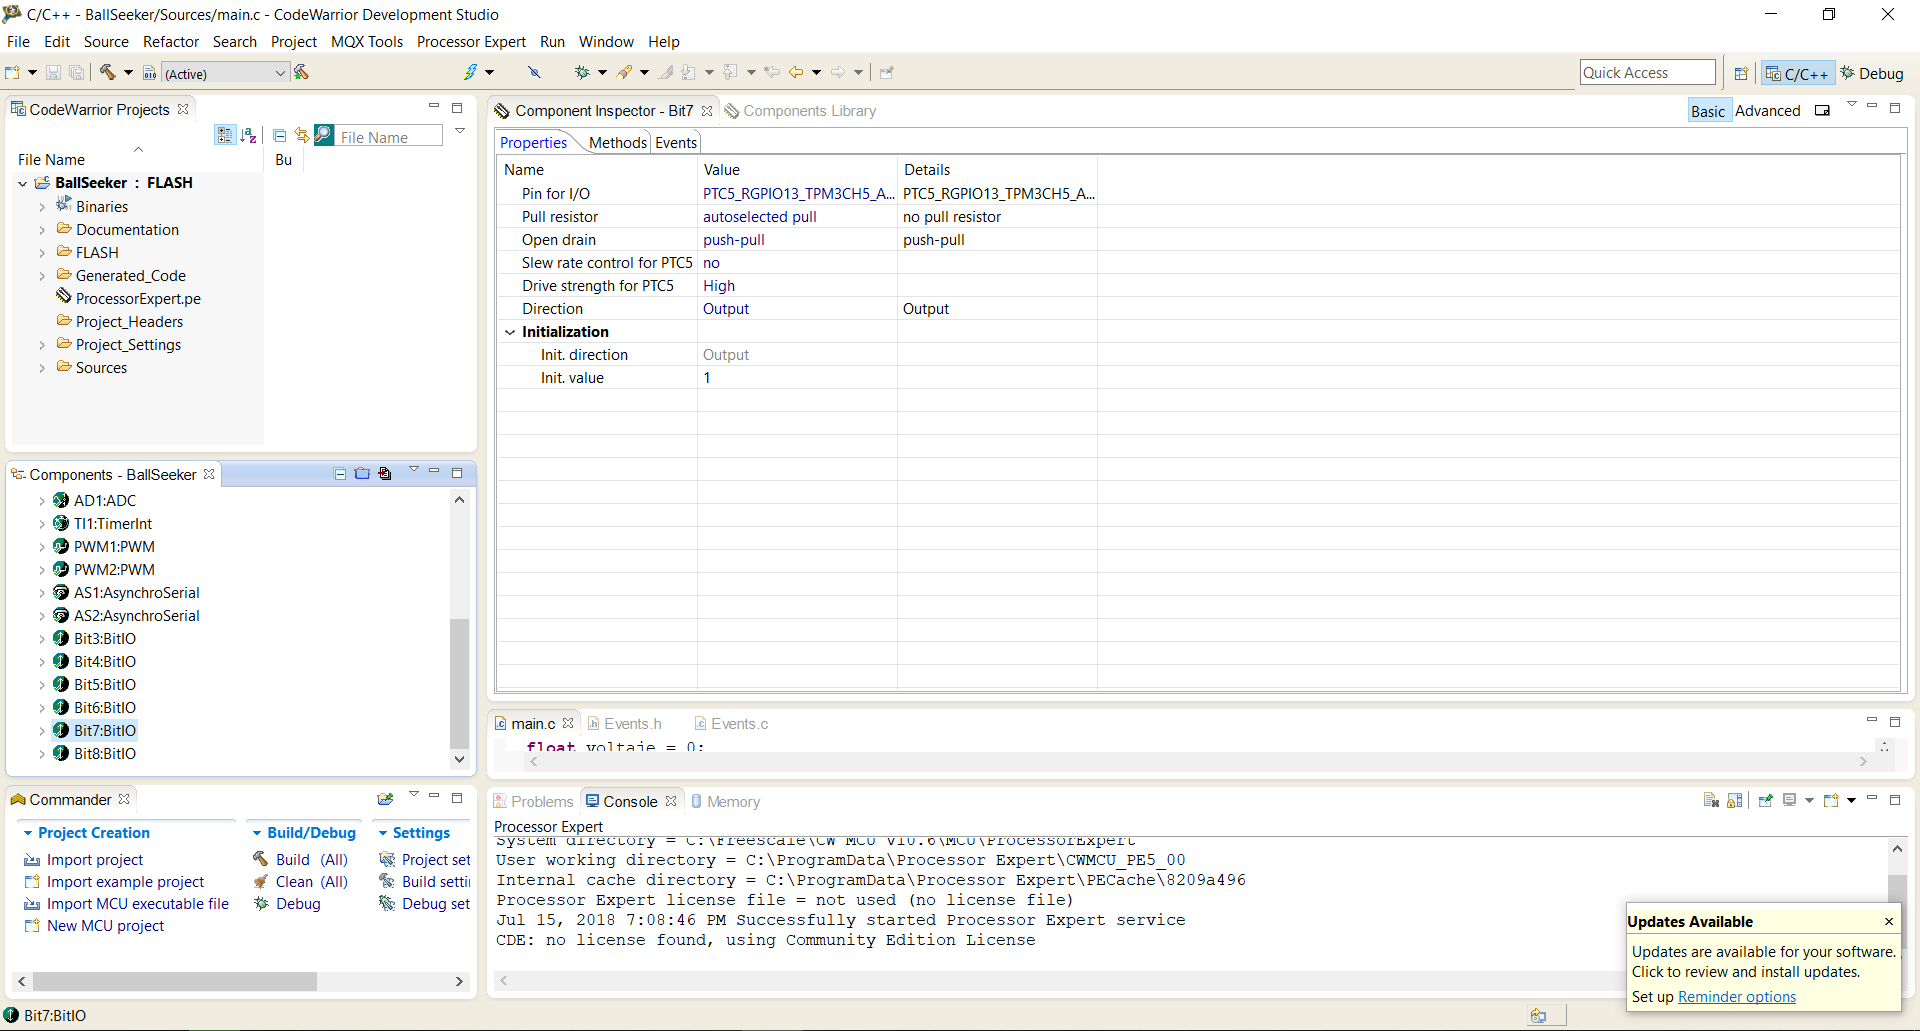 C/C++ - BallSeeker/Sources/main.c - CodeWarrior Development Studio
File Edit Source Refactor Search Project MQX Tools Processor Expert Run Window Help
(Active)
Quick Access
C/C++
Debug
CodeWarrior Projects
File Name
File Name
Bu
BallSeeker : FLASH
Binaries
Documentation
FLASH
Generated_Code
ProcessorExpert.pe
Project_Headers
Project_Settings
Sources
Components - BallSeeker
AD1:ADC
TI1:TimerInt
PWM1:PWM
PWM2:PWM
AS1:AsynchroSerial
AS2:AsynchroSerial
Bit3:BitIO
Bit4:BitIO
Bit5:BitIO
Bit6:BitIO
Bit7:BitIO
Bit8:BitIO
Commander
Project Creation
Import project
Import example project
Import MCU executable file
New MCU project
Build/Debug
Build (All)
Clean (All)
Debug
Settings
Project set
Build setti
Debug set
Component Inspector - Bit7
Components Library
Basic Advanced
Properties Methods Events
Name Value Details
Pin for I/O PTC5_RGPIO13_TPM3CH5_A... PTC5_RGPIO13_TPM3CH5_A...
Pull resistor autoselected pull no pull resistor
Open drain push-pull push-pull
Slew rate control for PTC5 no
Drive strength for PTC5 High
Direction Output Output
Initialization
Init. direction Output
Init. value 1
main.c Events.h Events.c
float voltaje = 0;
Problems Console Memory
Processor Expert
System directory = C:\Freescale\CW MCU v10.6\MCU\ProcessorExpert
User working directory = C:\ProgramData\Processor Expert\CWMCU_PE5_00
Internal cache directory = C:\ProgramData\Processor Expert\PECache\8209a496
Processor Expert license file = not used (no license file)
Jul 15, 2018 7:08:46 PM Successfully started Processor Expert service
CDE: no license found, using Community Edition License
Updates Available
Updates are available for your software.
Click to review and install updates.
Set up Reminder options
Bit7:BitIO